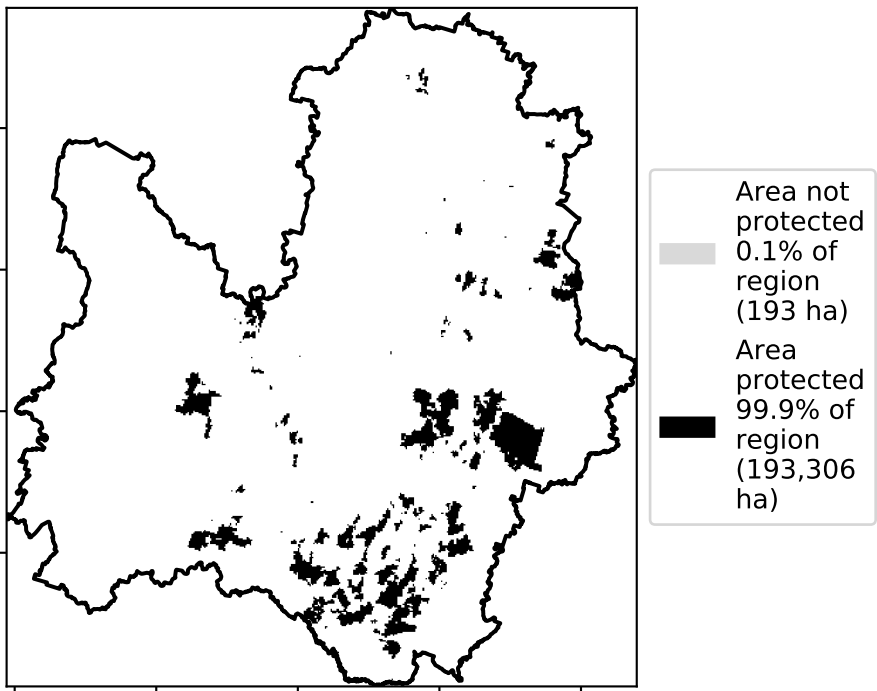 Area not
protected
0.1% of
region
(193 ha)
Area
protected
99.9% of
region
(193,306
ha)